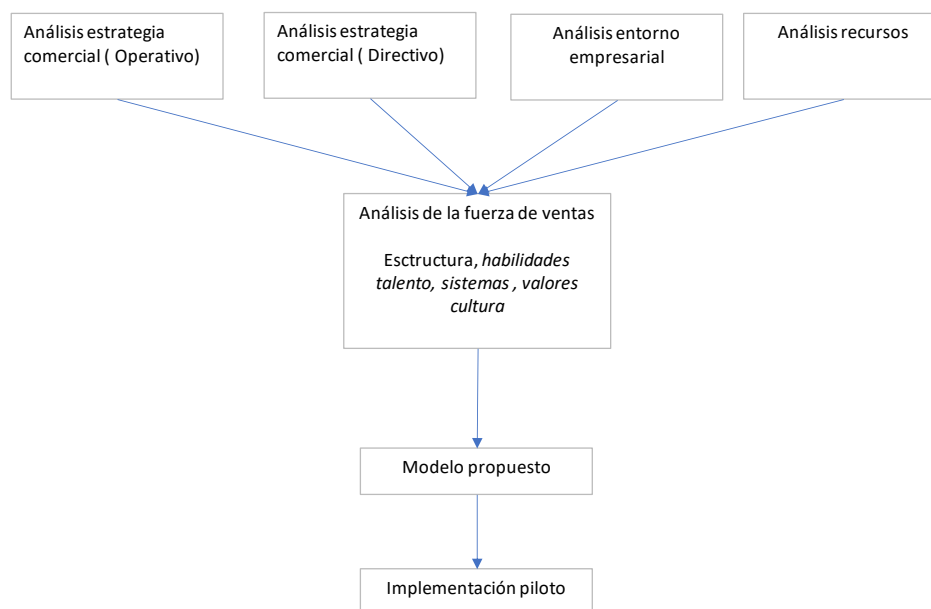 Análisis estrategia
comercial ( Operativo)
Análisis estrategia
comercial ( Directivo)
Análisis entorno
empresarial
Análisis recursos
Análisis de la fuerza de ventas
Esctructura, habilidades
talento, sistemas , valores
cultura
Modelo propuesto
Implementación piloto